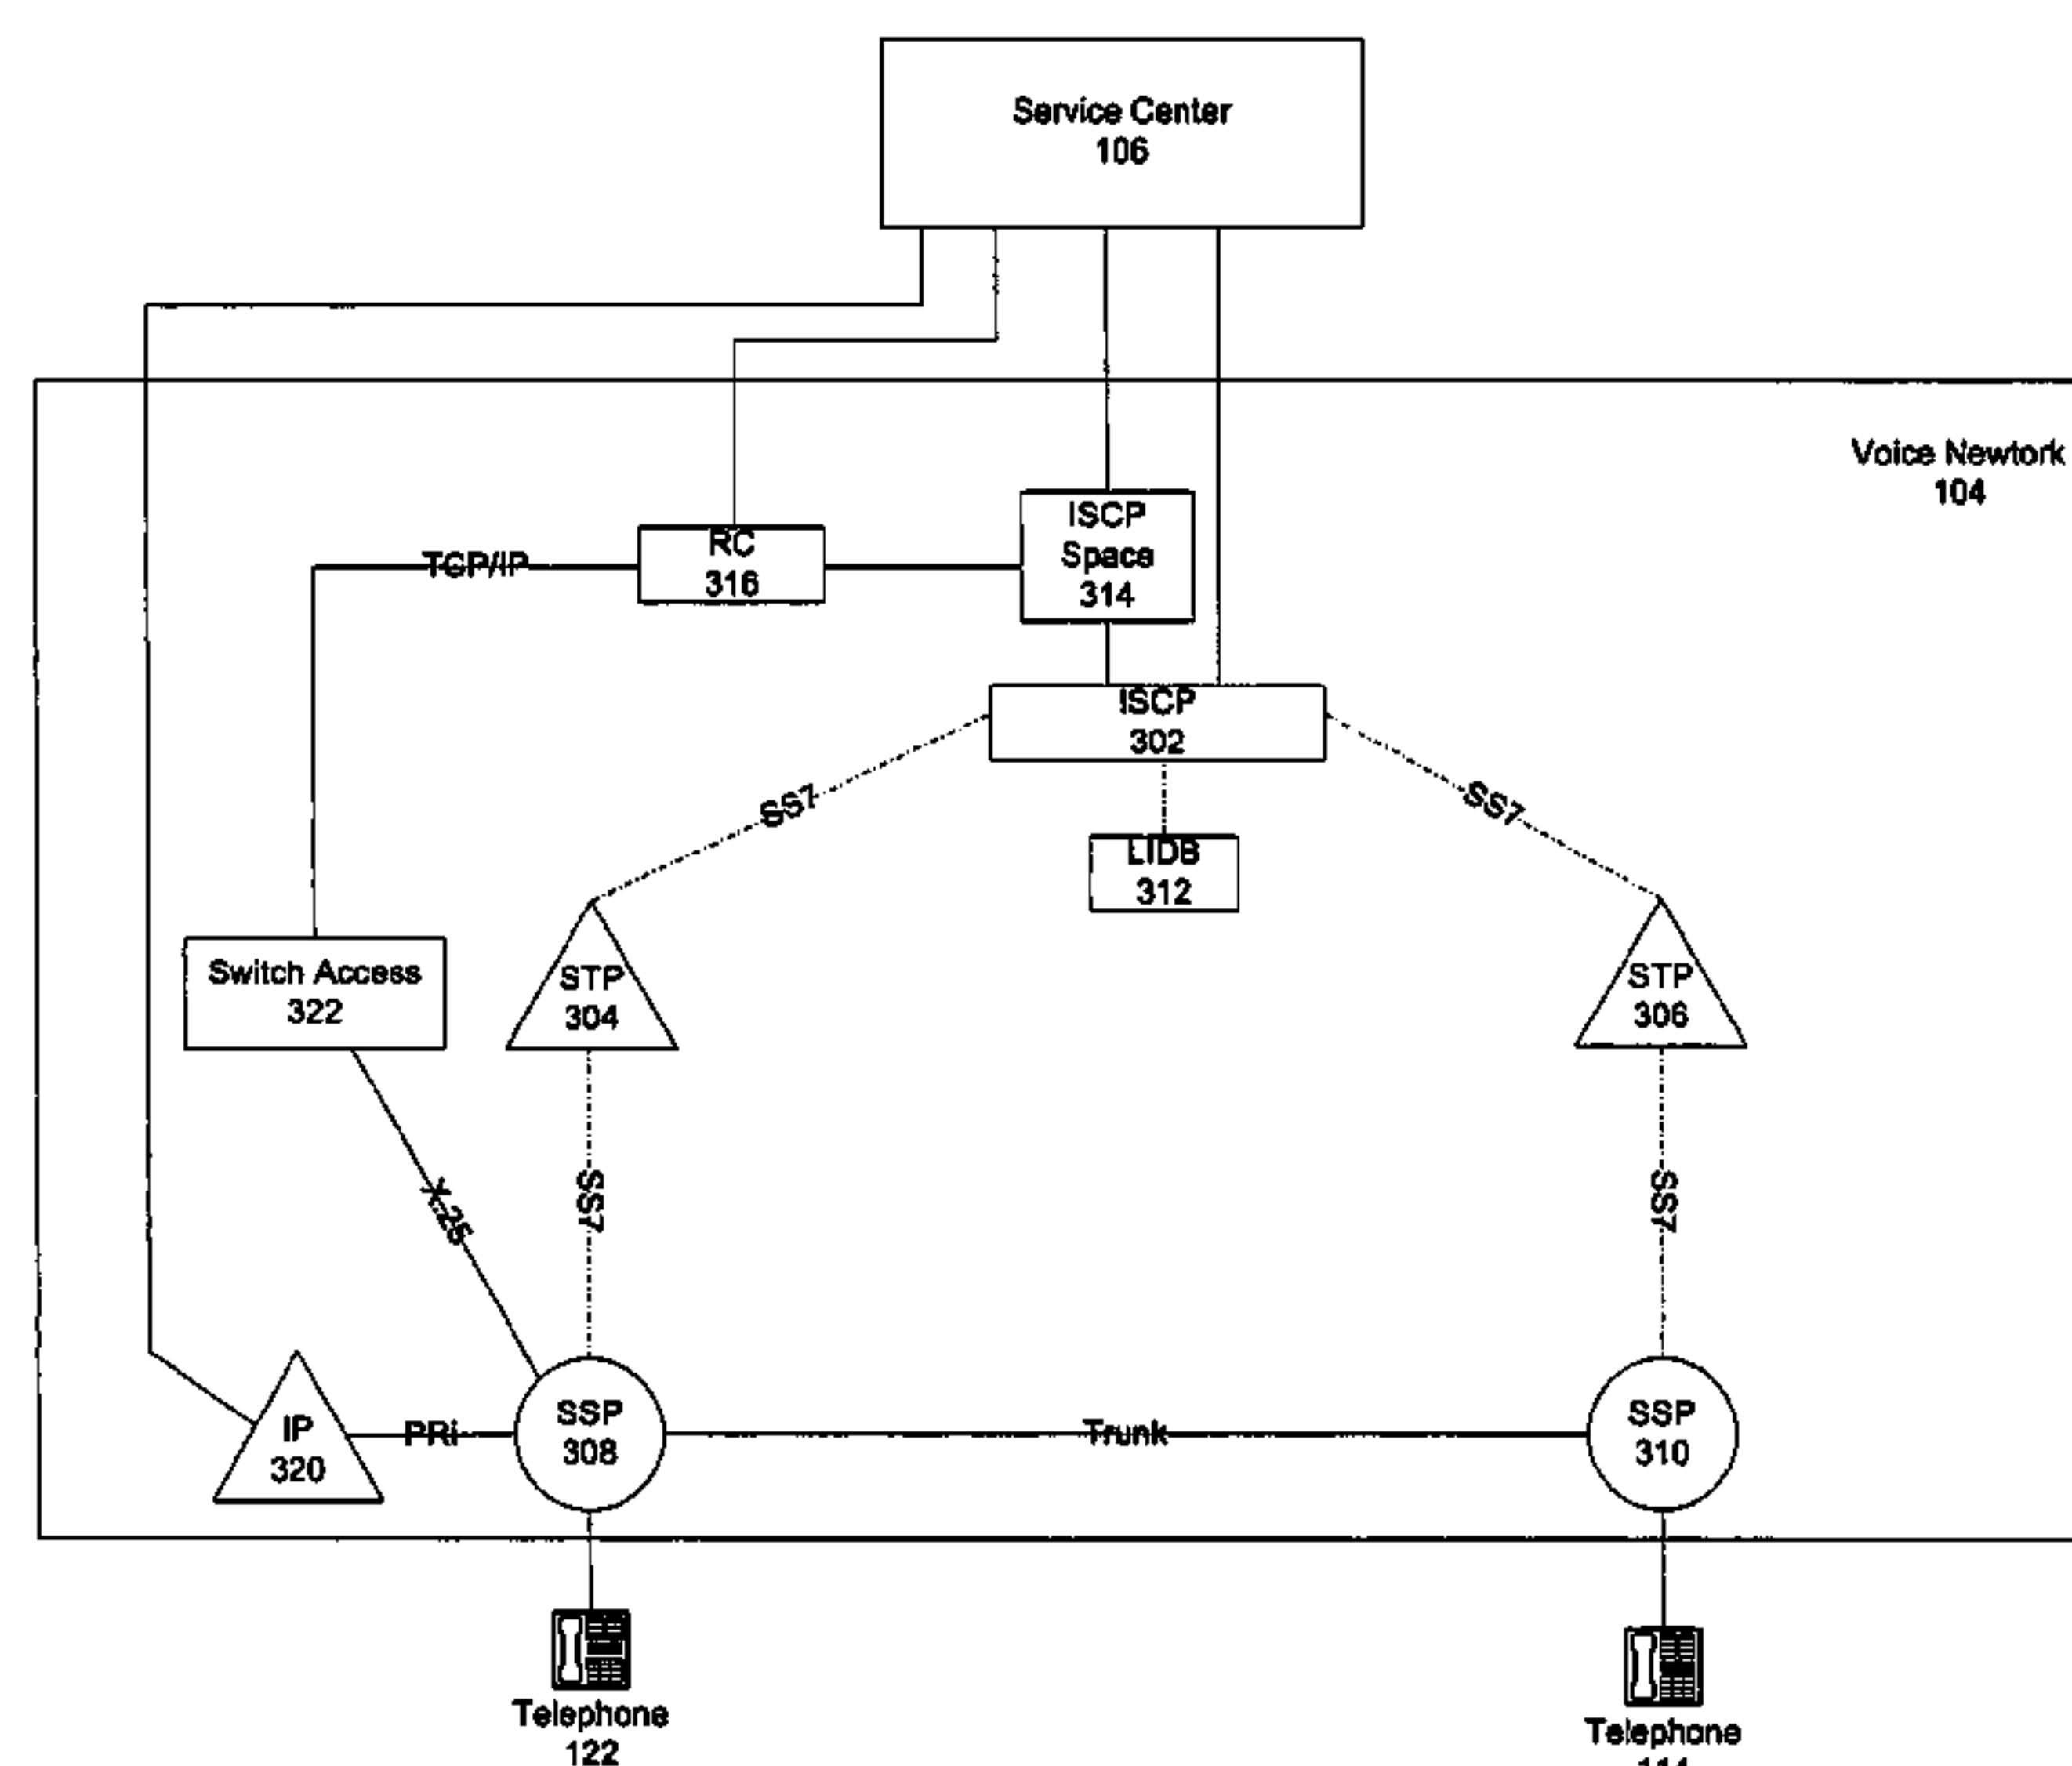 Service Center
106
Voice Newtork
104
ISCP
Space
314
RC
316
TCP/IP
ISCP
302
SS7
SS7
LIDB
312
Switch Access
322
STP
304
STP
306
X.25
SS7
SS7
IP
320
PRi
SSP
308
Trunk
SSP
310
Telephone
122
Telephone